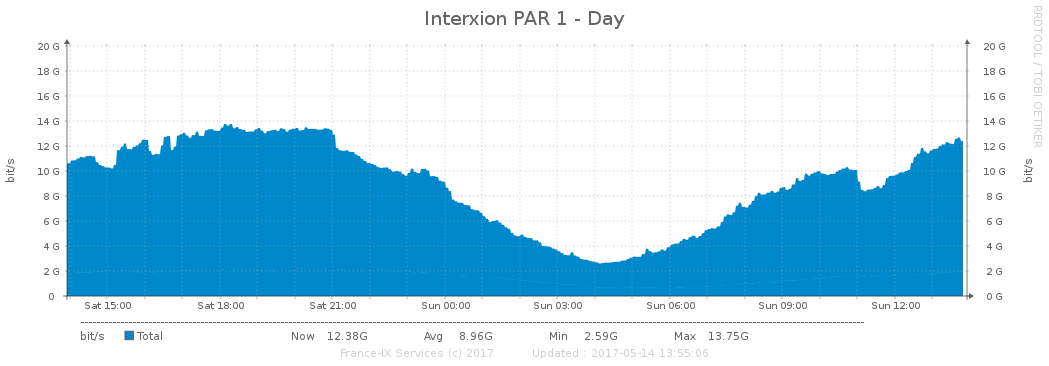 Interxion PAR 1 - Day
RRDTOOL / TOBI OETIKER
bit/s
20 G 20 G
18 G 18 G
16 G 16 G
14 G 14 G
12 G 12 G
10 G 10 G
8 G 8 G
6 G 6 G
4 G 4 G
2 G 2 G
0 0 G
bit/s
Sat 15:00 Sat 18:00 Sat 21:00 Sun 00:00 Sun 03:00 Sun 06:00 Sun 09:00 Sun 12:00
bit/s Total Now 12.38G Avg 8.96G Min 2.59G Max 13.75G
France-IX Services (c) 2017 Updated : 2017-05-14 13:55:06